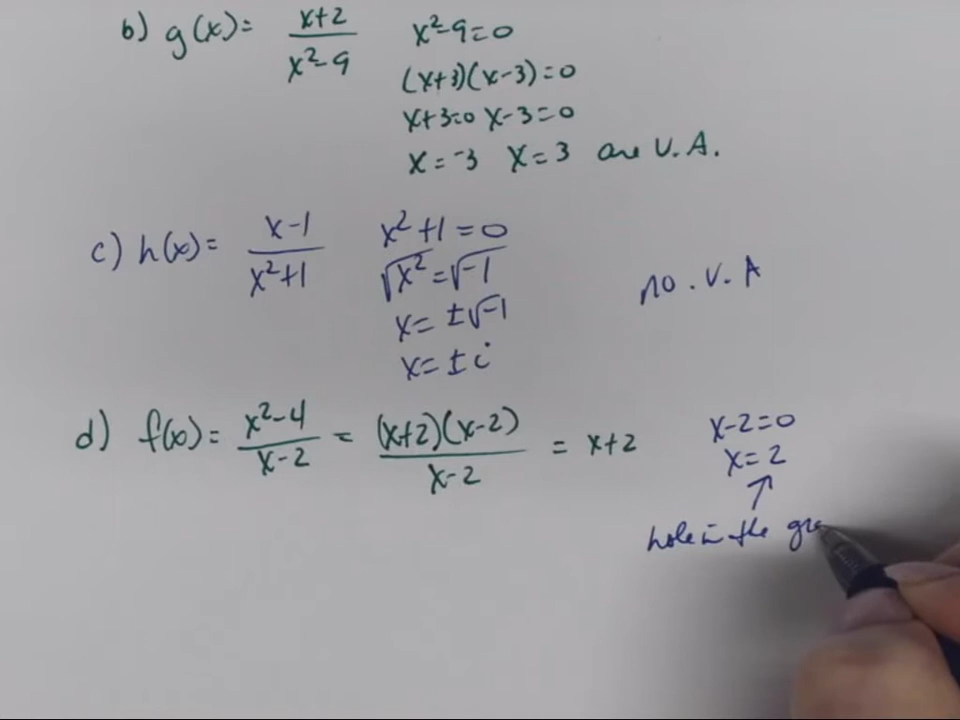 b) g(x) = x+2 / x²-9 x²-9=0
(x+3)(x-3)=0
x+3=0 x-3=0
x=-3 x=3 are V.A.
c) h(x) = x-1 / x²+1 x²+1=0
√x² = √-1 no. V. A
x= ±√-1
x= ± i
d) f(x) = x²-4 / x-2 = (x+2)(x-2) / x-2 = x+2 x-2=0
x=2
↑
hole in the gra